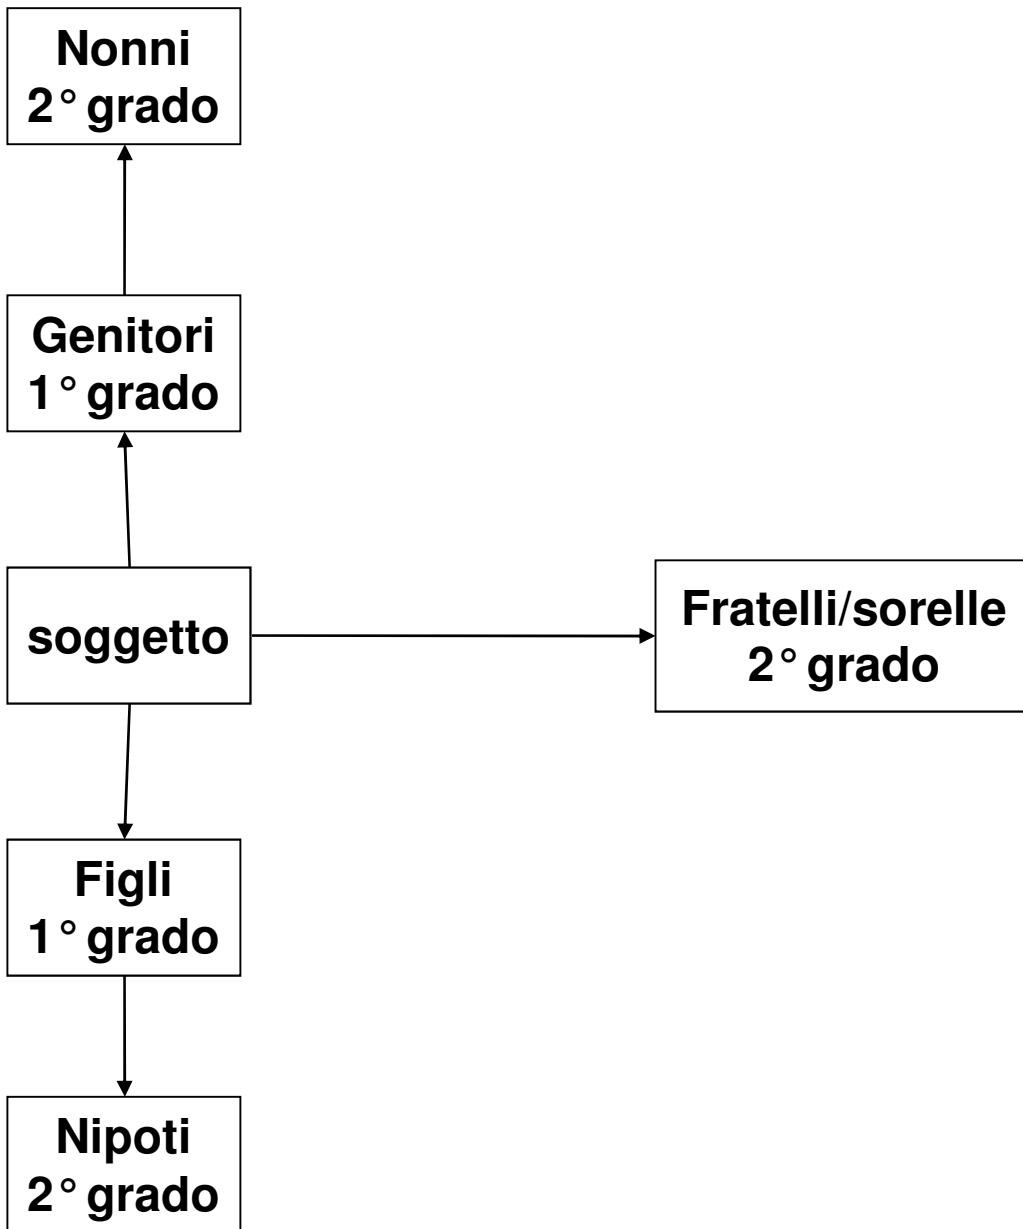 Nonni
2° grado
Genitori
1° grado
soggetto
Fratelli/sorelle
2° grado
Figli
1° grado
Nipoti
2° grado